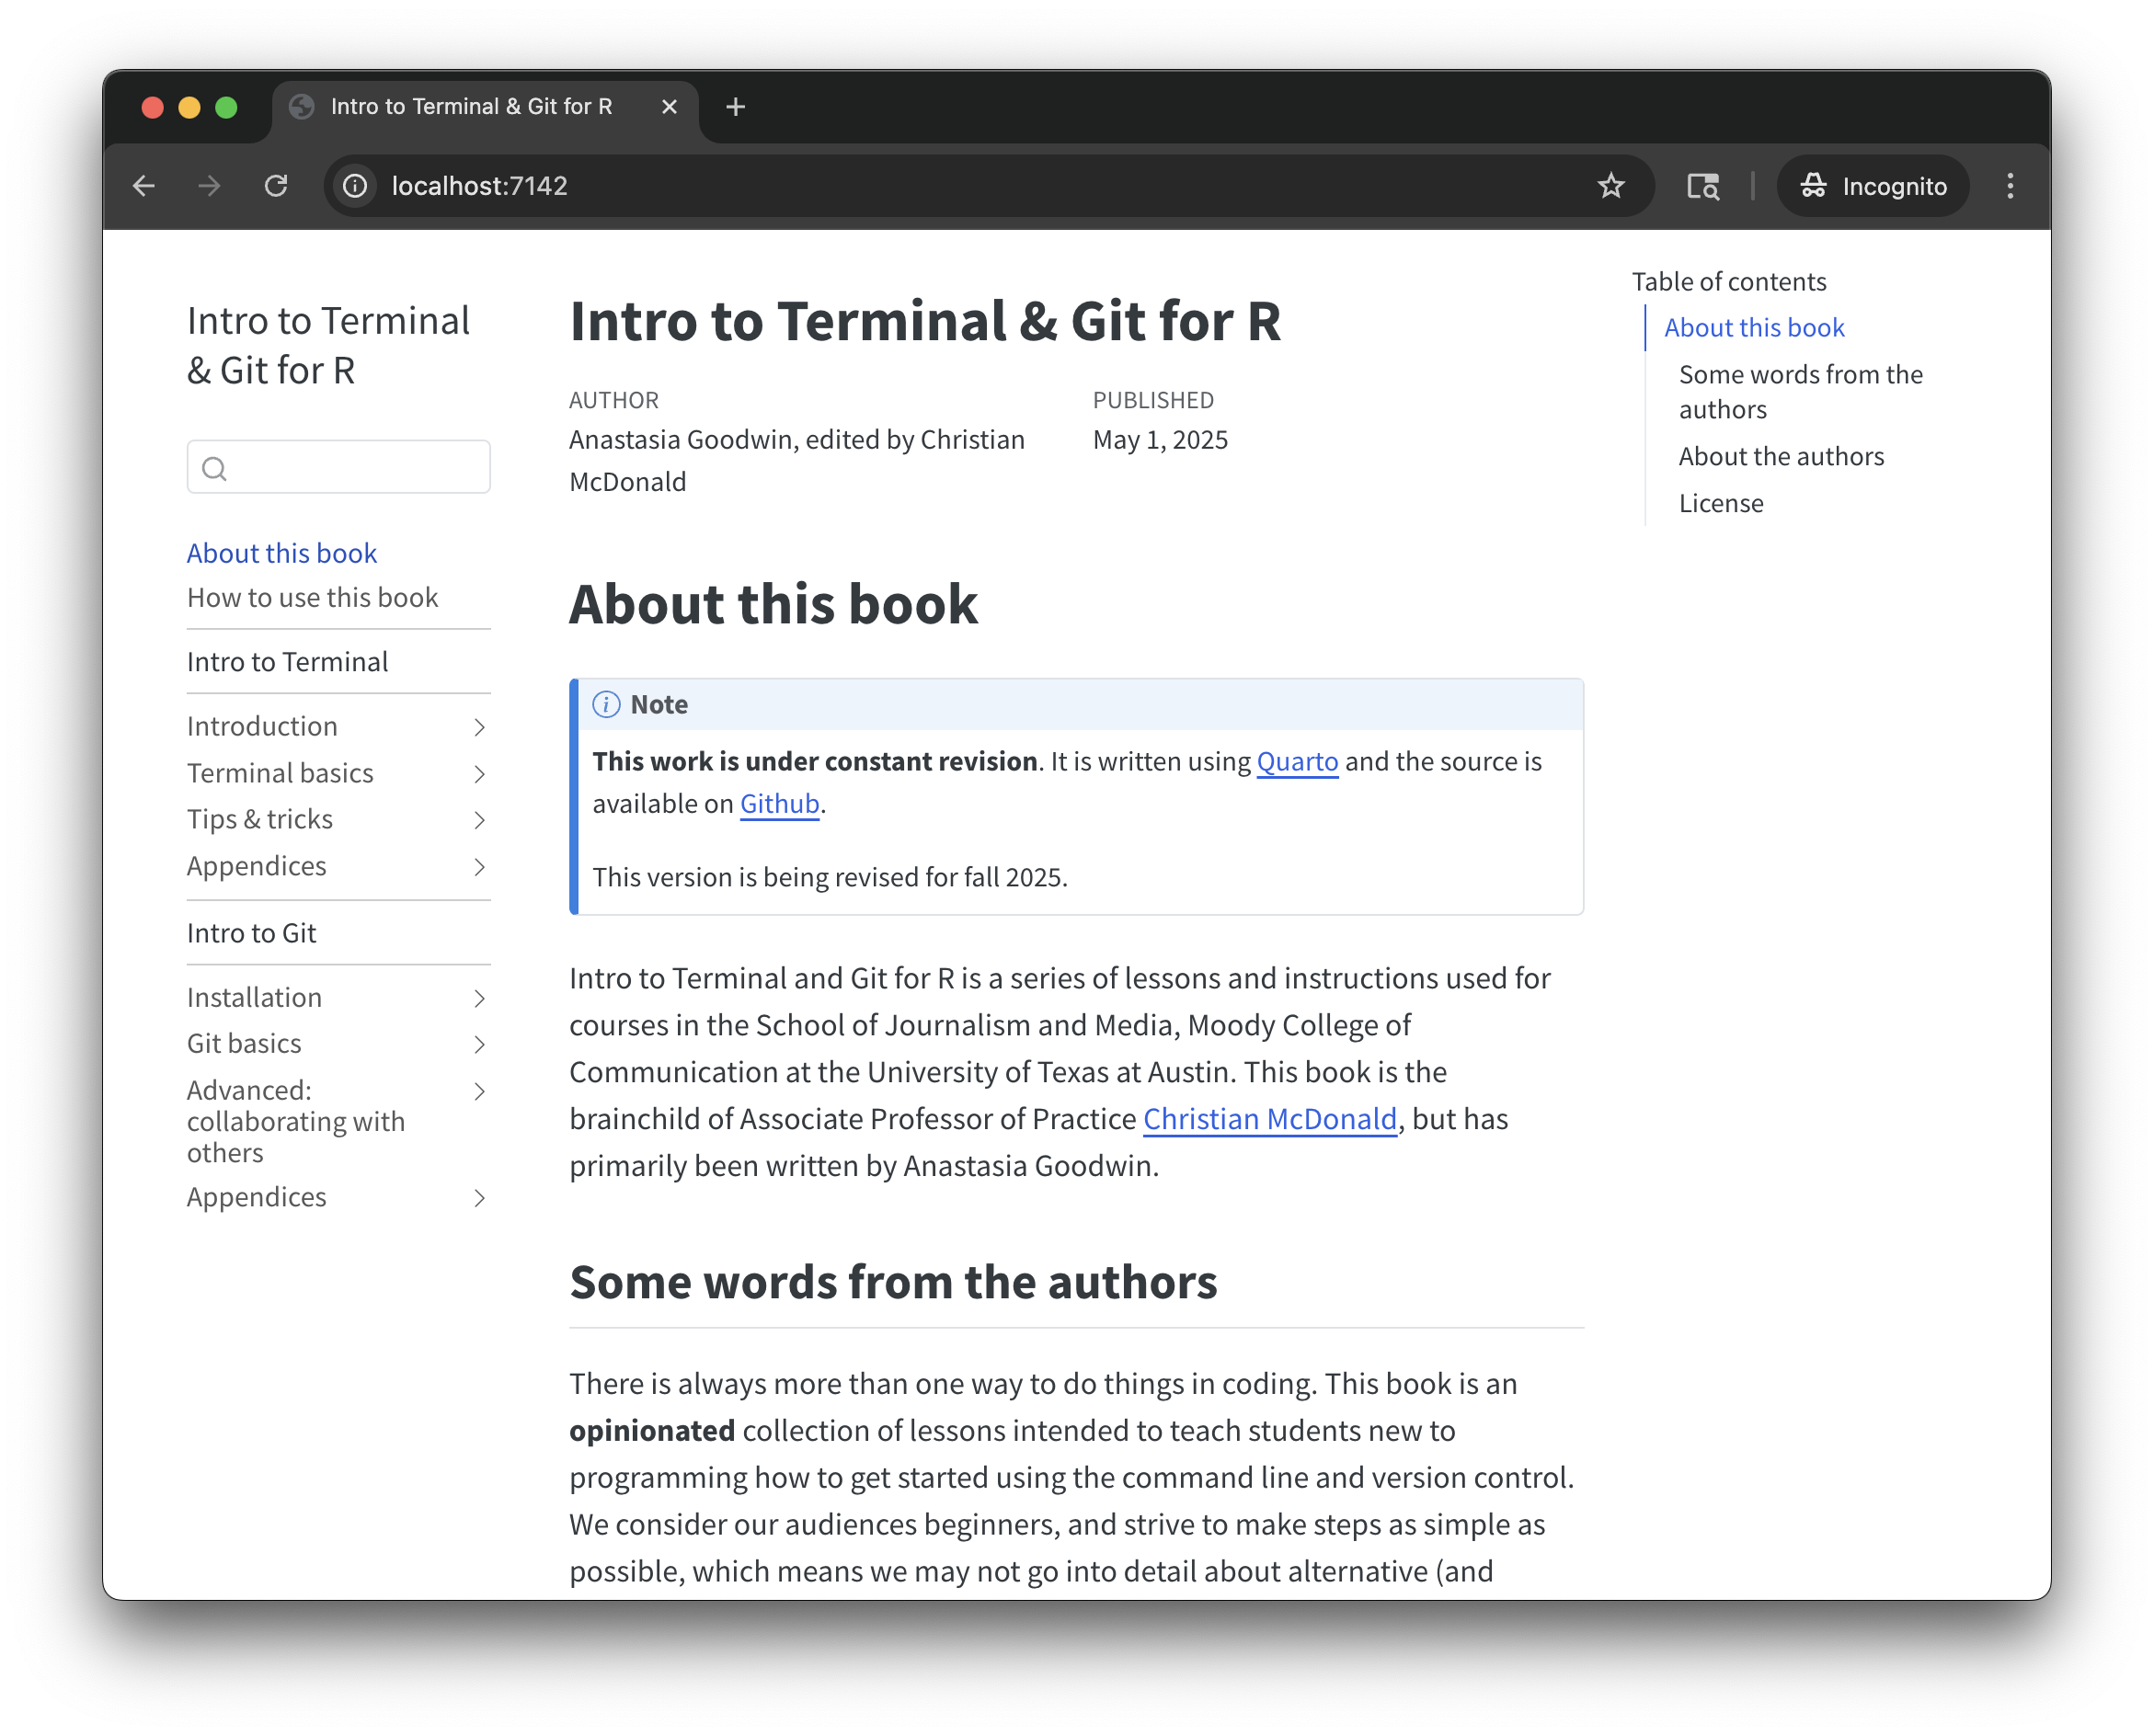 Intro to Terminal & Git for R
localhost:7142
Incognito
Intro to Terminal
& Git for R
About this book
How to use this book
Intro to Terminal
Introduction
Terminal basics
Tips & tricks
Appendices
Intro to Git
Installation
Git basics
Advanced:
collaborating with
others
Appendices
Intro to Terminal & Git for R
AUTHOR
Anastasia Goodwin, edited by Christian
McDonald
PUBLISHED
May 1, 2025
About this book
Note
This work is under constant revision. It is written using Quarto and the source is
available on Github.
This version is being revised for fall 2025.
Intro to Terminal and Git for R is a series of lessons and instructions used for
courses in the School of Journalism and Media, Moody College of
Communication at the University of Texas at Austin. This book is the
brainchild of Associate Professor of Practice Christian McDonald, but has
primarily been written by Anastasia Goodwin.
Some words from the authors
There is always more than one way to do things in coding. This book is an
opinionated collection of lessons intended to teach students new to
programming how to get started using the command line and version control.
We consider our audiences beginners, and strive to make steps as simple as
possible, which means we may not go into detail about alternative (and
Table of contents
About this book
Some words from the
authors
About the authors
License